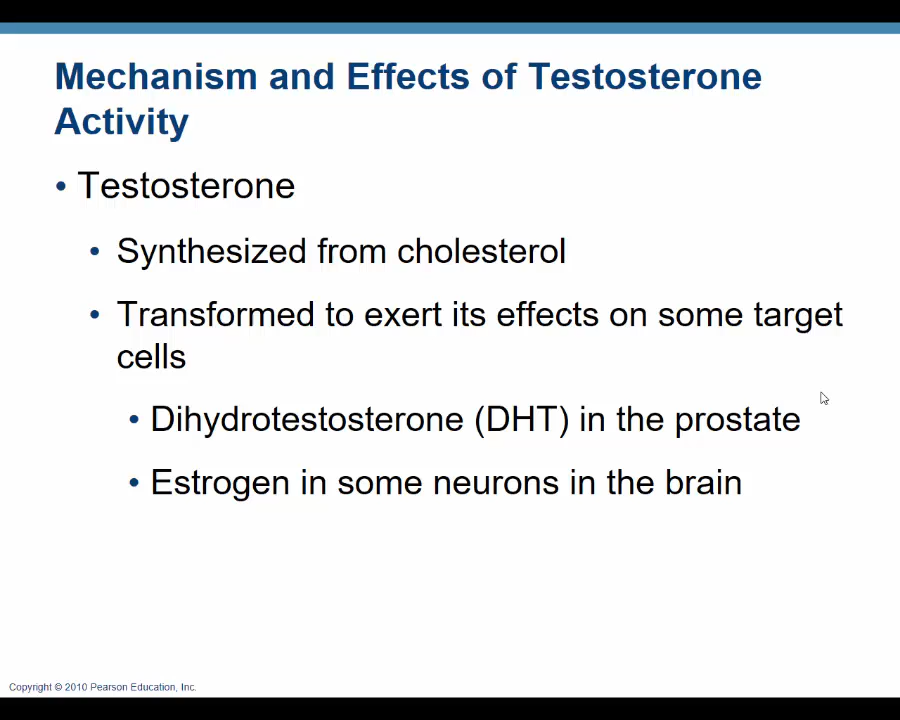 Mechanism and Effects of Testosterone
Activity
• Testosterone
• Synthesized from cholesterol
• Transformed to exert its effects on some target
cells
• Dihydrotestosterone (DHT) in the prostate
• Estrogen in some neurons in the brain
Copyright © 2010 Pearson Education, Inc.